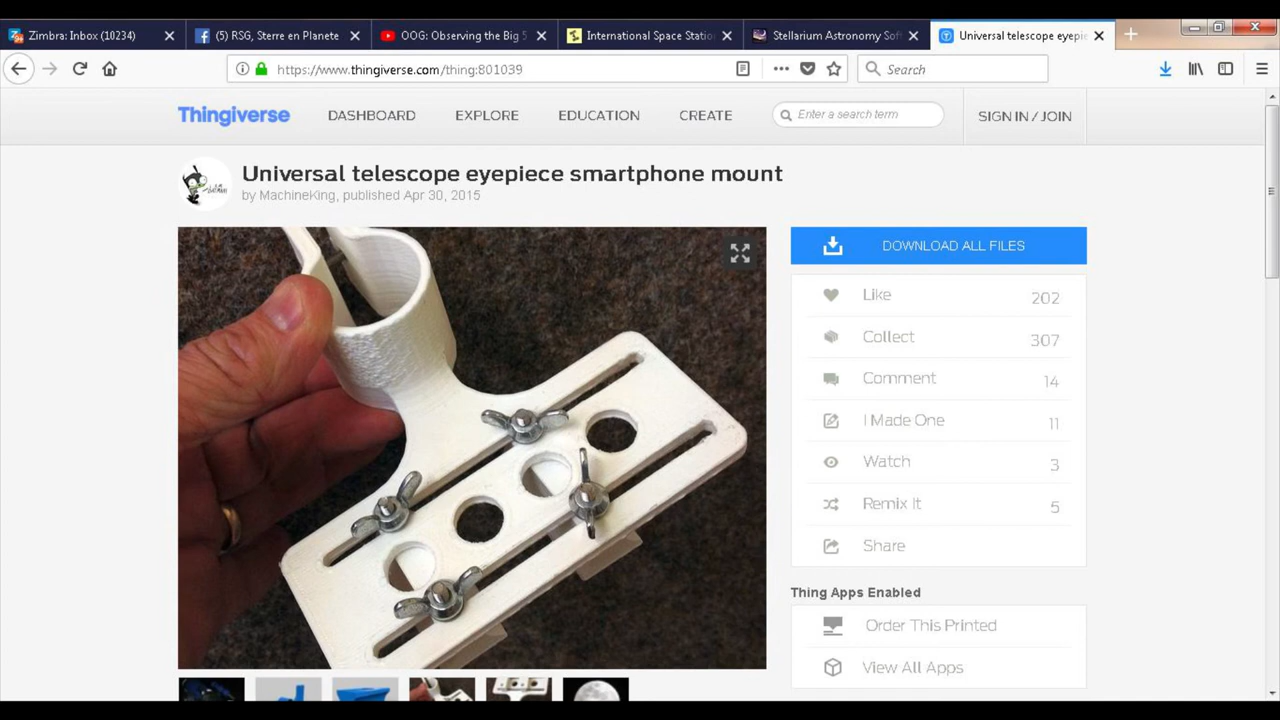 Zimbra: Inbox (10234)
(5) RSG, Sterre en Planete
OOG: Observing the Big 5
International Space Statio
Stellarium Astronomy Sof
Universal telescope eyepie
https://www.thingiverse.com/thing:801039
Search
Thingiverse
DASHBOARD
EXPLORE
EDUCATION
CREATE
Enter a search term
SIGN IN / JOIN
Universal telescope eyepiece smartphone mount
by MachineKing, published Apr 30, 2015
DOWNLOAD ALL FILES
Like 202
Collect 307
Comment 14
I Made One 11
Watch 3
Remix It 5
Share
Thing Apps Enabled
Order This Printed
View All Apps